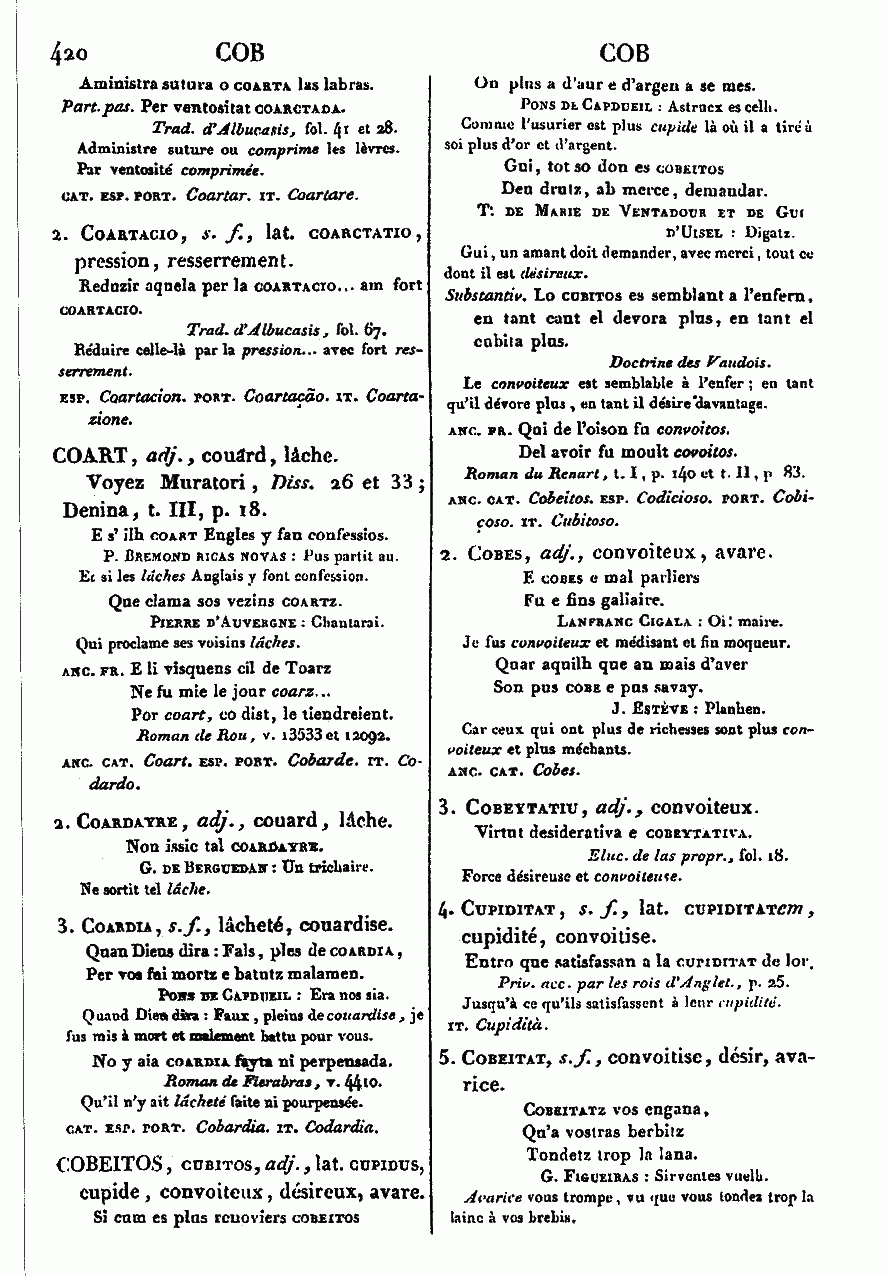 420 COB COB
Aministra sutura o COARTA las labras.
Part. pas. Per ventositat COARCTADA.
Trad. d'Albucasis, fol. 41 et 28.
Administre suture ou comprime les lèvres.
Par ventosité comprimée.
CAT. ESP. PORT. Coartar. IT. Coartare.
2. COARTACIO, s. f., lat. COARCTATIO,
pression, resserrement.
Reduzir aquela per la COARTACIO... am fort
COARTACIO.
Trad. d'Albucasis, fol. 67.
Réduire celle-là par la pression... avec fort res-
serrement.
ESP. Coartacion. PORT. Coartação. IT. Coarta-
zione.
COART, adj., couard, lâche.
Voyez Muratori, Diss. 26 et 33;
Denina, t. III, p. 18.
E s' ilh COART Engles y fan confessios.
P. BREMOND RICAS NOVAS : Pus partit au.
Et si les lâches Anglais y font confession.
Que clama sos vezins COARTZ.
PIERRE D'AUVERGNE : Chantarai.
Qui proclame ses voisins lâches.
ANC. FR. E li visquens cil de Toarz
Ne fu mie le jour coarz...
Por coart, co dist, le tiendreient.
Roman de Rou, v. 13533 et 12092.
ANC. CAT. Coart. ESP. PORT. Cobarde. IT. Co-
dardo.
2. COARDAYRE, adj., couard, lâche.
Non issic tal COARDAYRE.
G. DE BERGUEDAN : Un trichaire.
Ne sortit tel lâche.
3. COARDIA, s. f., lâcheté, couardise.
Quan Dieus dira : Fals, ples de COARDIA,
Per vos fui mortz e batutz malamen.
PONS DE CAPDUEIL : Era nos sia.
Quand Dieu dira : Faux, pleins de couardise, je
fus mis à mort et malement battu pour vous.
No y aia COARDIA fayta ni perpensada.
Roman de Fierabras, v. 4410.
Qu'il n'y ait lâcheté faite ni pourpensée.
CAT. ESP. PORT. Cobardia. IT. Codardia.
COBEITOS, CUBITOS, adj., lat. CUPIDUS,
cupide, convoiteux, désireux, avare.
Si cum es plus renoviers COBEITOS
On plus a d'aur e d'argen a se mes.
PONS DE CAPDUEIL : Astrucx es celh.
Comme l'usurier est plus cupide là où il a tiré à
soi plus d'or et d'argent.
Gui, tot so don es COBEITOS
Deu drutz, ab merce, demandar.
T. DE MARIE DE VENTADOUR ET DE GUI
D'UISEL : Digatz.
Gui, un amant doit demander, avec merci, tout ce
dont il est désireux.
Substantiv. Lo CUBITOS es semblant a l'enfern,
en tant cant el devora plus, en tant el
cubita plus.
Doctrine des Vaudois.
Le convoiteux est semblable à l'enfer ; en tant
qu'il dévore plus, en tant il désire davantage.
ANC. FR. Qui de l'oison fu convoitos.
Del avoir fu moult covoitos.
Roman du Renart, t. I, p. 140 et t. II, p 83.
ANC. CAT. Cobeitos. ESP. Codicioso. PORT. Cobi-
çoso. IT. Cubitoso.
2. COBES, adj., convoiteux, avare.
E COBES e mal parliers
Fu e fins galiaire.
LANFRANC CIGALA : Oi! maire.
Je fus convoiteux et médisant et fin moqueur.
Quar aquilh que an mais d'aver
Son pus COBE e pus savay.
J. ESTÈVE : Planhen.
Car ceux qui ont plus de richesses sont plus con-
voiteux et plus méchants.
ANC. CAT. Cobes.
3. COBEYTATIU, adj., convoiteux.
Virtut desiderativa e COBEYTATIVA.
Eluc. de las propr., fol. 18.
Force désireuse et convoiteuse.
4. CUPIDITAT, s. f., lat. CUPIDITATem,
cupidité, convoitise.
Entro que satisfassan a la CUPIDITAT de lor.
Priv. acc. par les rois d'Anglet., p. 25.
Jusqu'à ce qu'ils satisfassent à leur cupidité.
IT. Cupidità.
5. COBEITAT, s. f., convoitise, désir, ava-
rice.
COBEITATZ vos engana,
Qu'a vostras berbitz
Tondetz trop la lana.
G. FIGUEIRAS : Sirventes vuelh.
Avarice vous trompe, vu que vous tondez trop la
laine à vos brebis.